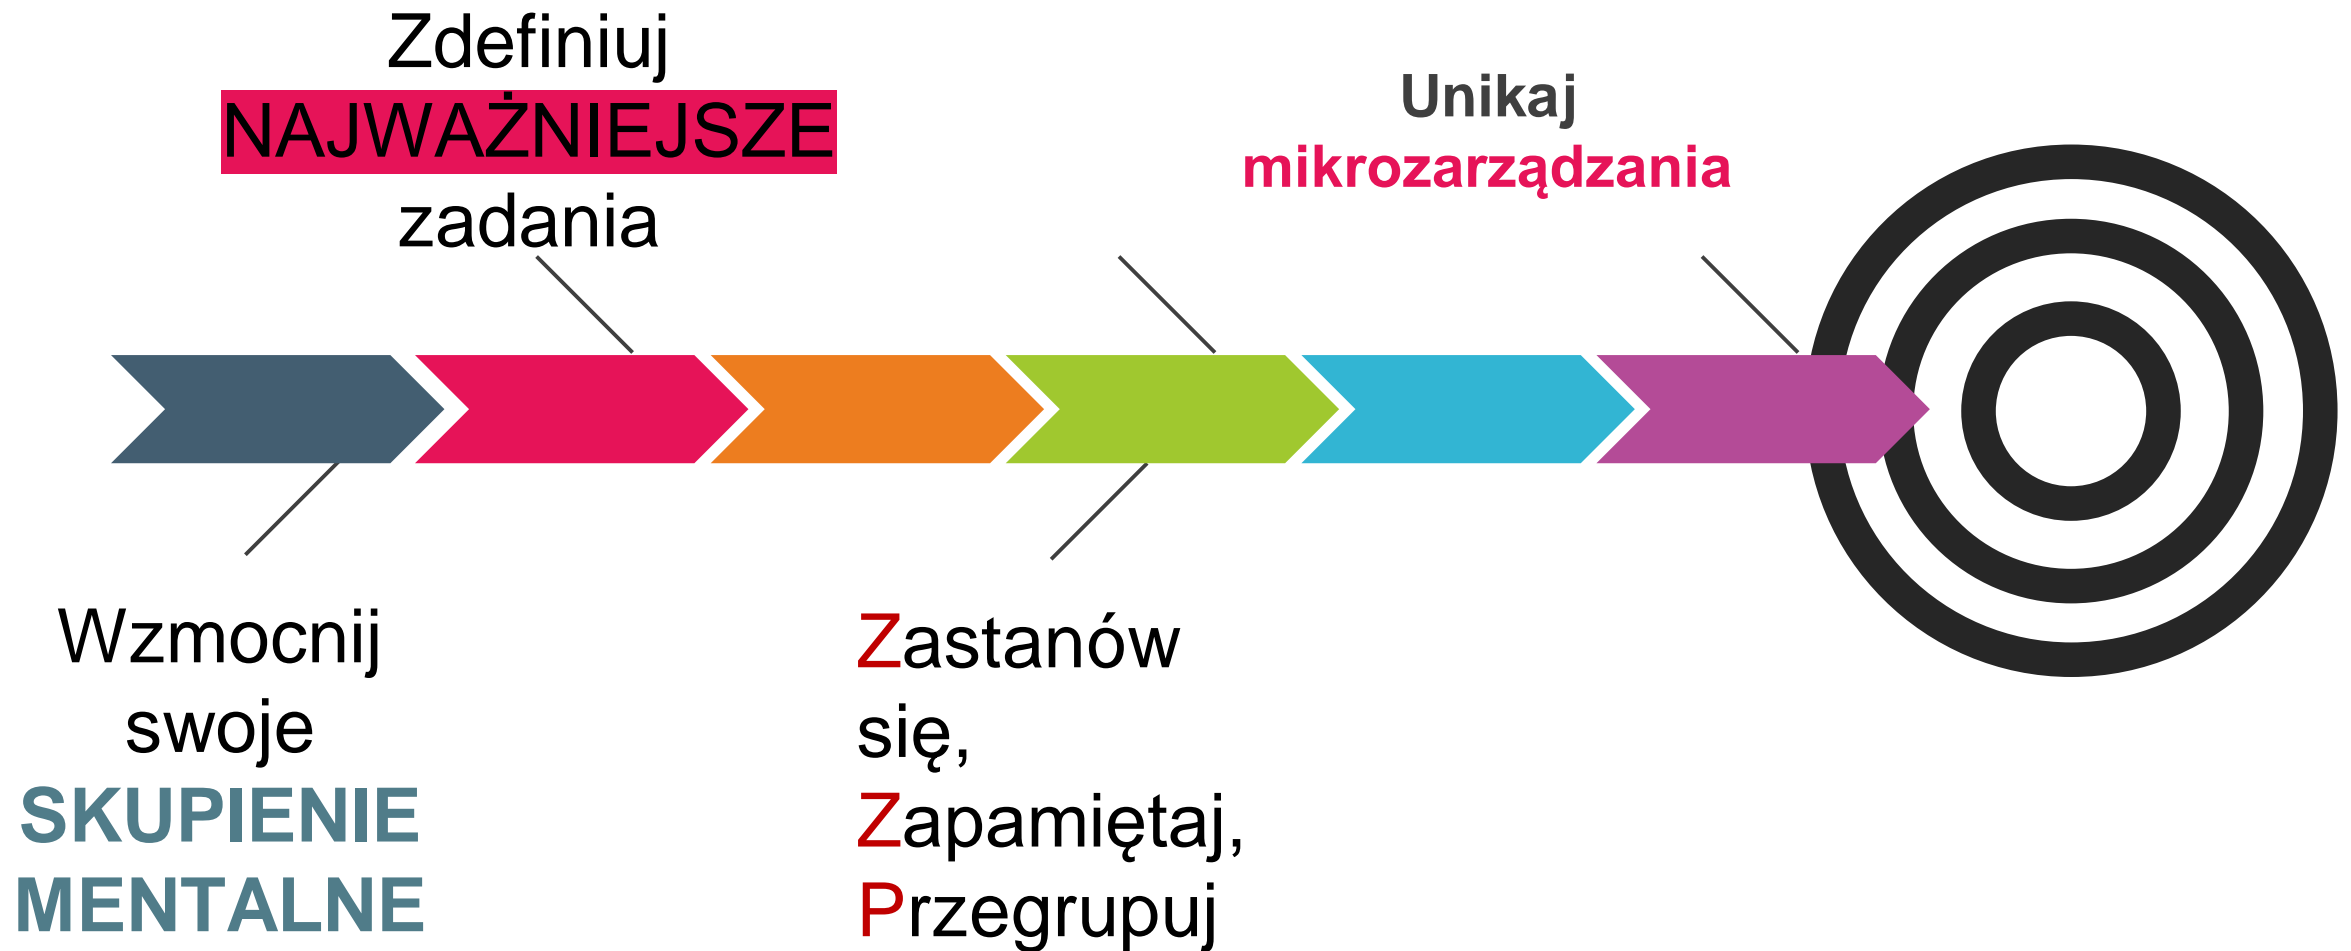 Zdefiniuj
NAJWAŻNIEJSZE
zadania
Unikaj
mikrozarządzania
Wzmocnij
swoje
SKUPIENIE
MENTALNE
Zastanów
się,
Zapamiętaj,
Przegrupuj